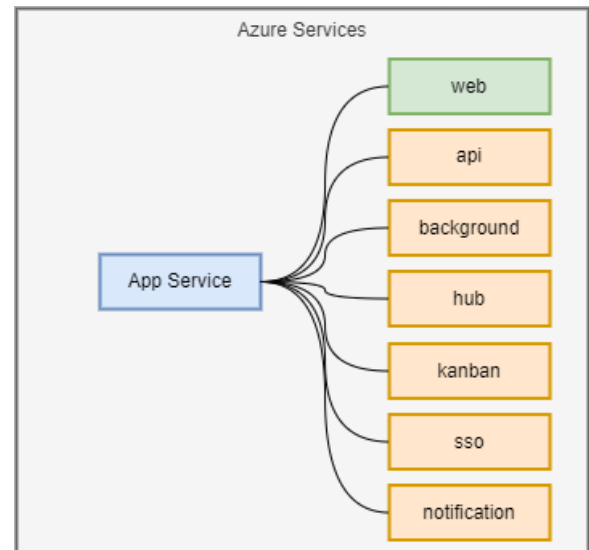 Azure Services
web
api
background
App Service
hub
kanban
sso
notification